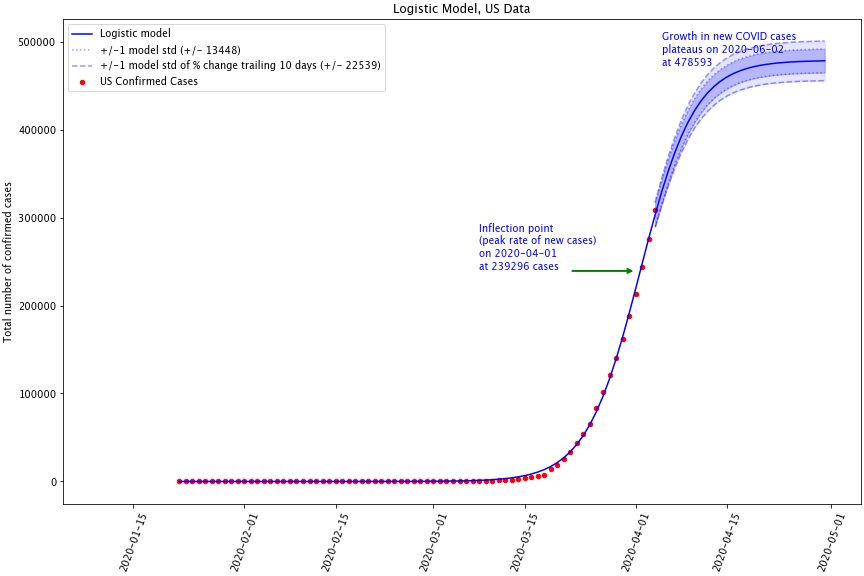 Logistic Model, US Data
Logistic model
+/-1 model std (+/- 13448)
+/-1 model std of % change trailing 10 days (+/- 22539)
US Confirmed Cases
Growth in new COVID cases
plateaus on 2020-06-02
at 478593
Inflection point
(peak rate of new cases)
on 2020-04-01
at 239296 cases
Total number of confirmed cases
500000
400000
300000
200000
100000
0
2020-01-15
2020-02-01
2020-02-15
2020-03-01
2020-03-15
2020-04-01
2020-04-15
2020-05-01